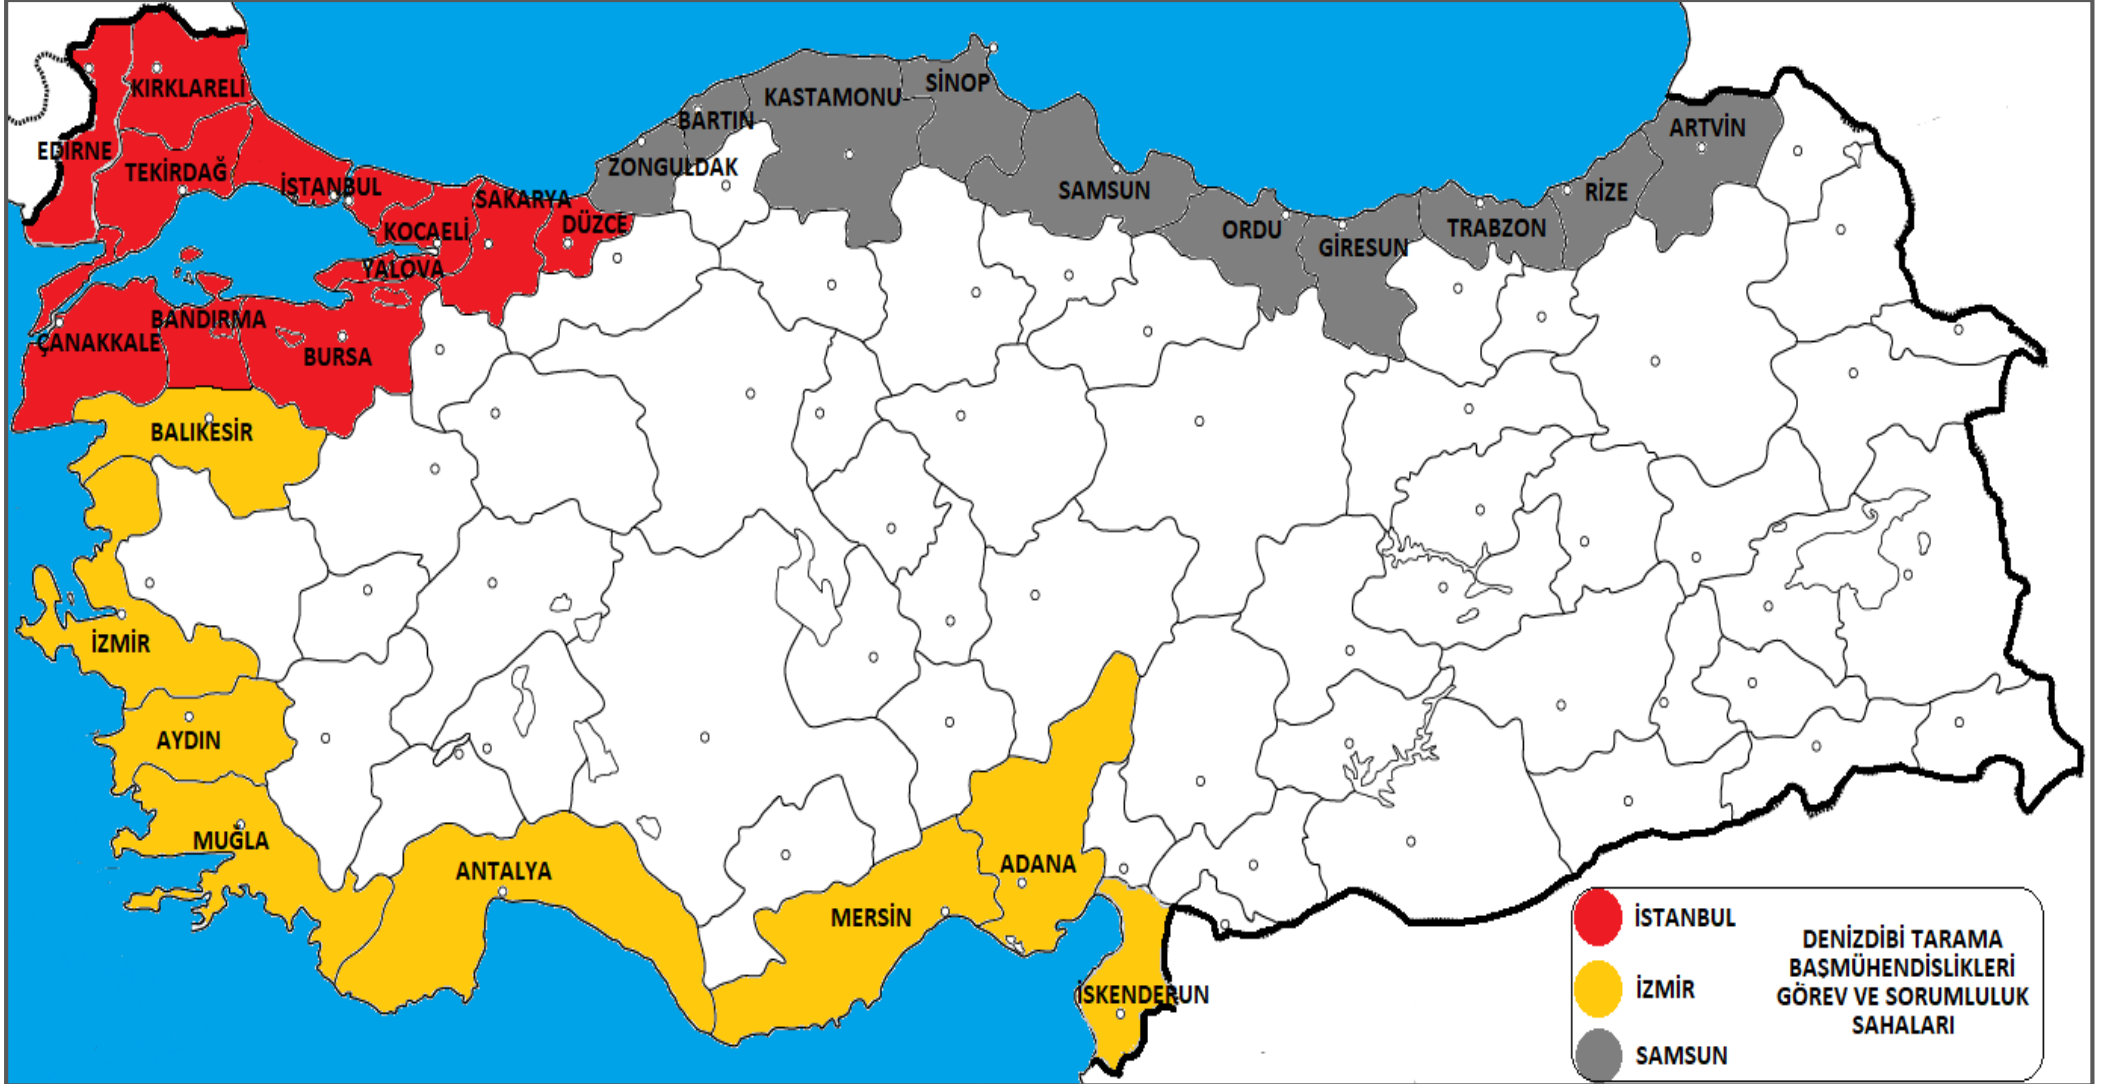 KIRKLARELİ
EDİRNE
TEKİRDAĞ
İSTANBUL
KOCAELİ
SAKARYA
DÜZCE
YALOVA
ÇANAKKALE
BANDIRMA
BURSA
ZONGULDAK
BARTIN
KASTAMONU
SİNOP
SAMSUN
ORDU
GİRESUN
TRABZON
RİZE
ARTVİN
BALIKESİR
İZMİR
AYDIN
MUĞLA
ANTALYA
MERSİN
ADANA
İSKENDERUN
İSTANBUL
İZMİR
SAMSUN
DENİZDİBİ TARAMA
BAŞMÜHENDİSLİKLERİ
GÖREV VE SORUMLULUK
SAHALARI